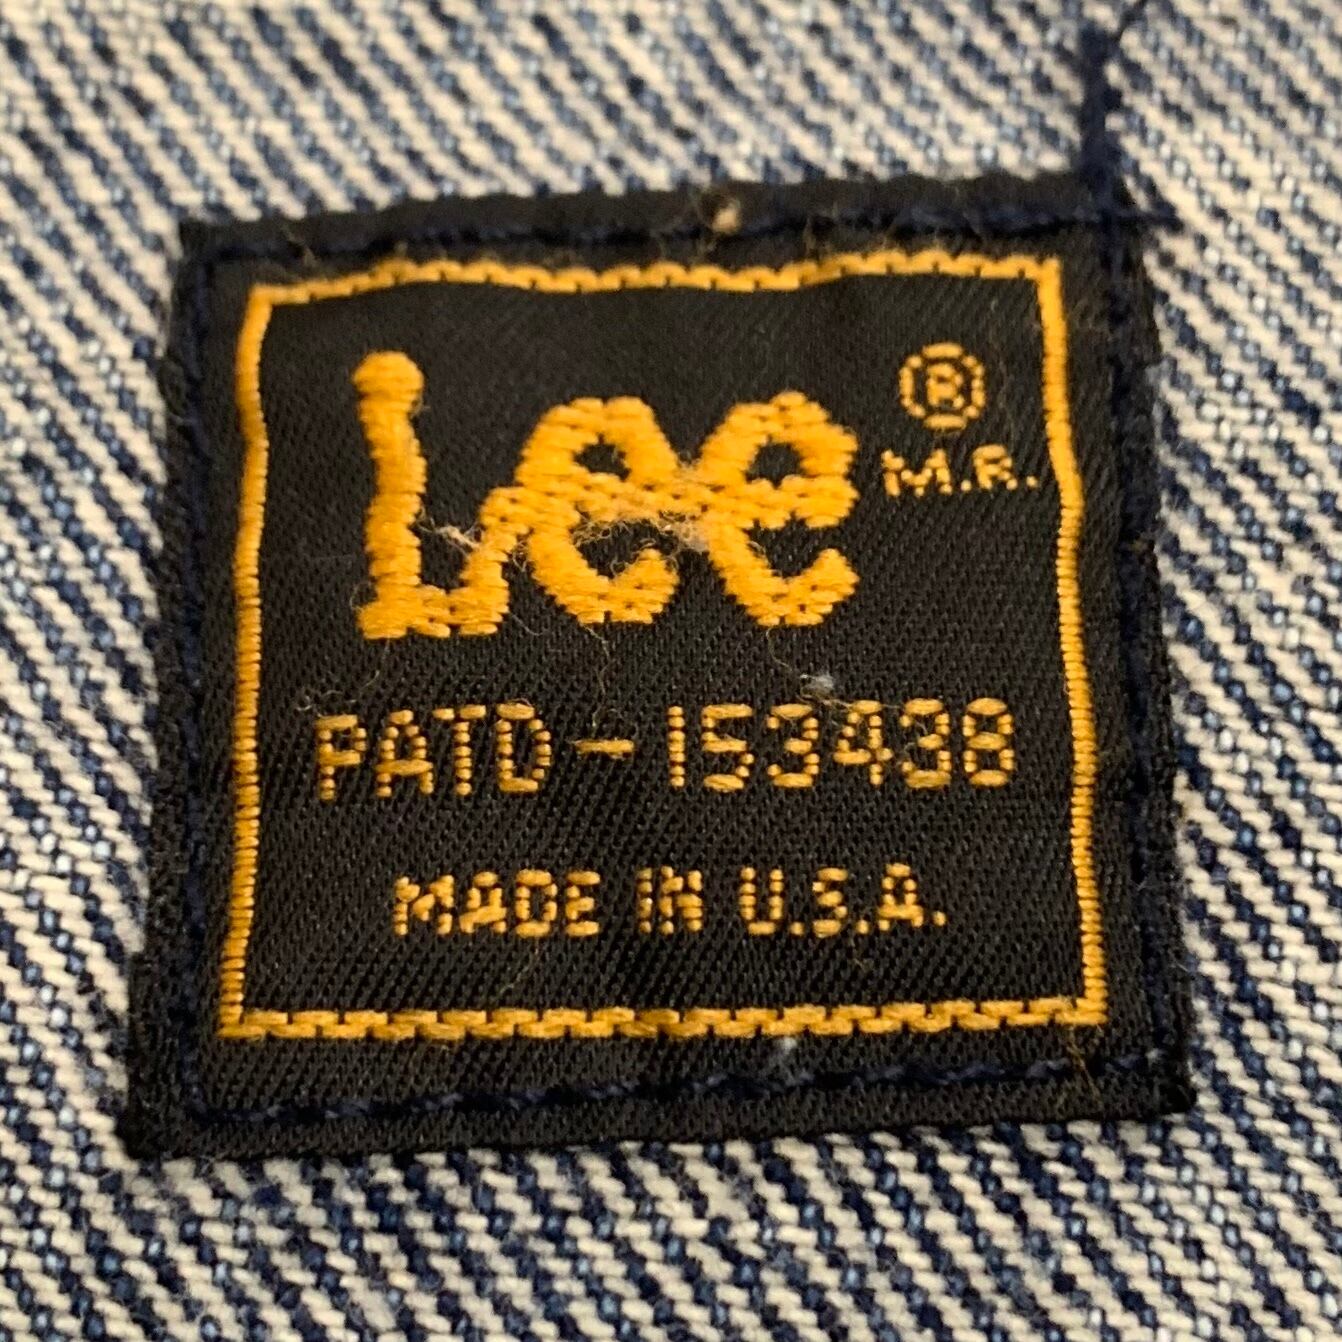 Lee ®
M.R.
PATD-153438
MADE IN U.S.A.